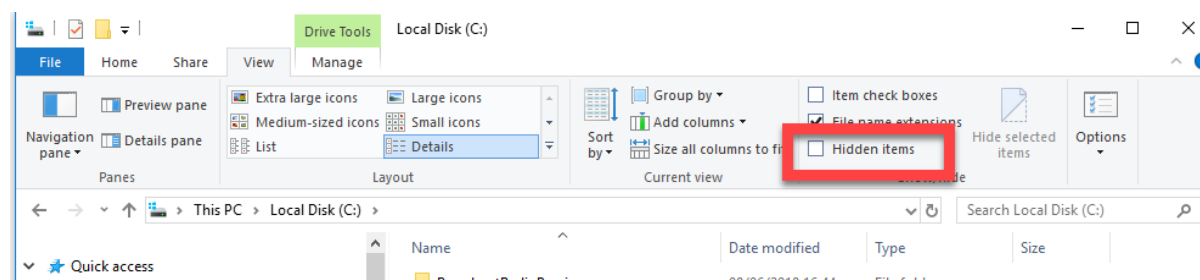 Drive Tools Local Disk (C:)
File Home Share View Manage
Preview pane Extra large icons Large icons Group by Item check boxes
Medium-sized icons Small icons Add columns File name extensions
Navigation pane Details pane List Details Sort by Size all columns to Hidden items Hide selected items Options
Panes Layout Current view
This PC > Local Disk (C:) > Search Local Disk (C:)
Name Date modified Type Size
Quick access